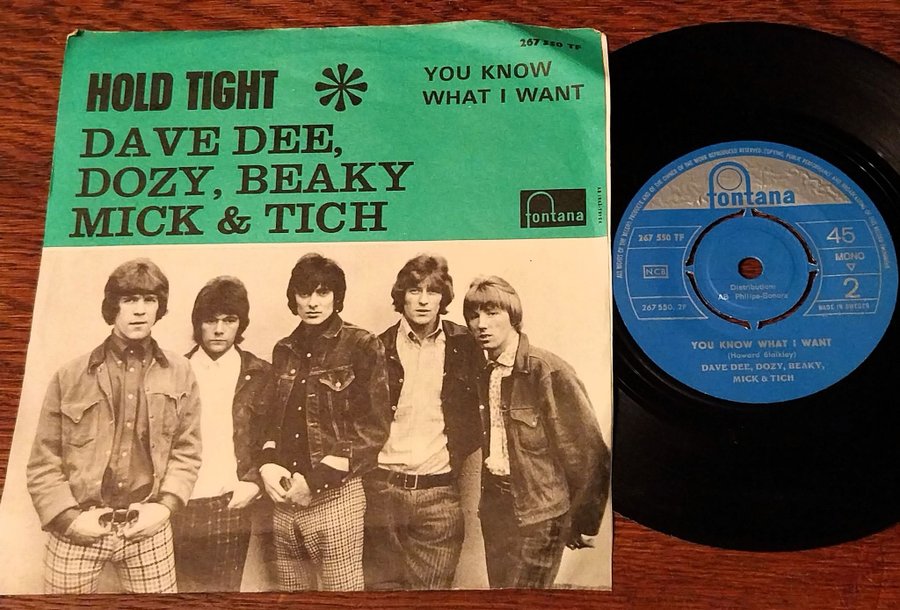 267 550 TF
HOLD TIGHT
YOU KNOW
WHAT I WANT
DAVE DEE,
DOZY, BEAKY
MICK & TICH
fontana
fontana
267 550 TF
45
MONO
NCB
2
Distribution:
AB Philips-Sonora
267 550. 2F
MADE IN SWEDEN
YOU KNOW WHAT I WANT
(Howard Blaikley)
DAVE DEE, DOZY, BEAKY,
MICK & TICH